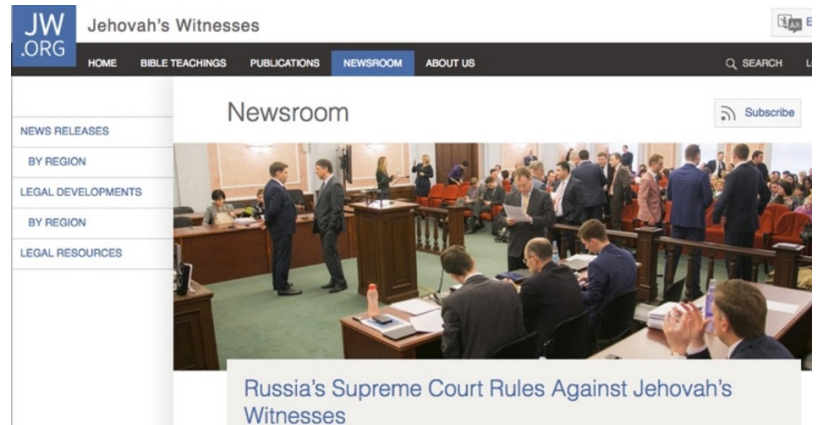 JW
.ORG
Jehovah's Witnesses
HOME BIBLE TEACHINGS PUBLICATIONS NEWSROOM ABOUT US SEARCH
Newsroom
Subscribe
NEWS RELEASES
BY REGION
LEGAL DEVELOPMENTS
BY REGION
LEGAL RESOURCES
Russia's Supreme Court Rules Against Jehovah's
Witnesses